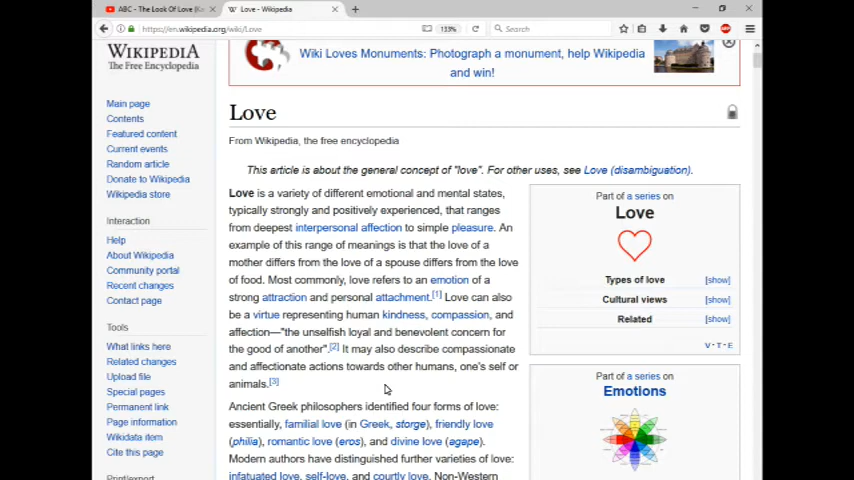 ABC - The Look Of Love
Love - Wikipedia
https://en.wikipedia.org/wiki/Love
133%
Search
WIKIPEDIA
The Free Encyclopedia
Main page
Contents
Featured content
Current events
Random article
Donate to Wikipedia
Wikipedia store
Interaction
Help
About Wikipedia
Community portal
Recent changes
Contact page
Tools
What links here
Related changes
Upload file
Special pages
Permanent link
Page information
Wikidata item
Cite this page
Print/export
Wiki Loves Monuments: Photograph a monument, help Wikipedia
and win!
Love
From Wikipedia, the free encyclopedia
This article is about the general concept of "love". For other uses, see Love (disambiguation).
Love is a variety of different emotional and mental states,
typically strongly and positively experienced, that ranges
from deepest interpersonal affection to simple pleasure. An
example of this range of meanings is that the love of a
mother differs from the love of a spouse differs from the love
of food. Most commonly, love refers to an emotion of a
strong attraction and personal attachment.[1] Love can also
be a virtue representing human kindness, compassion, and
affection—"the unselfish loyal and benevolent concern for
the good of another".[2] It may also describe compassionate
and affectionate actions towards other humans, one's self or
animals.[3]
Ancient Greek philosophers identified four forms of love:
essentially, familial love (in Greek, storge), friendly love
(philia), romantic love (eros), and divine love (agape).
Modern authors have distinguished further varieties of love:
infatuated love, self-love, and courtly love. Non-Western
Part of a series on
Love
Types of love [show]
Cultural views [show]
Related [show]
V·T·E
Part of a series on
Emotions